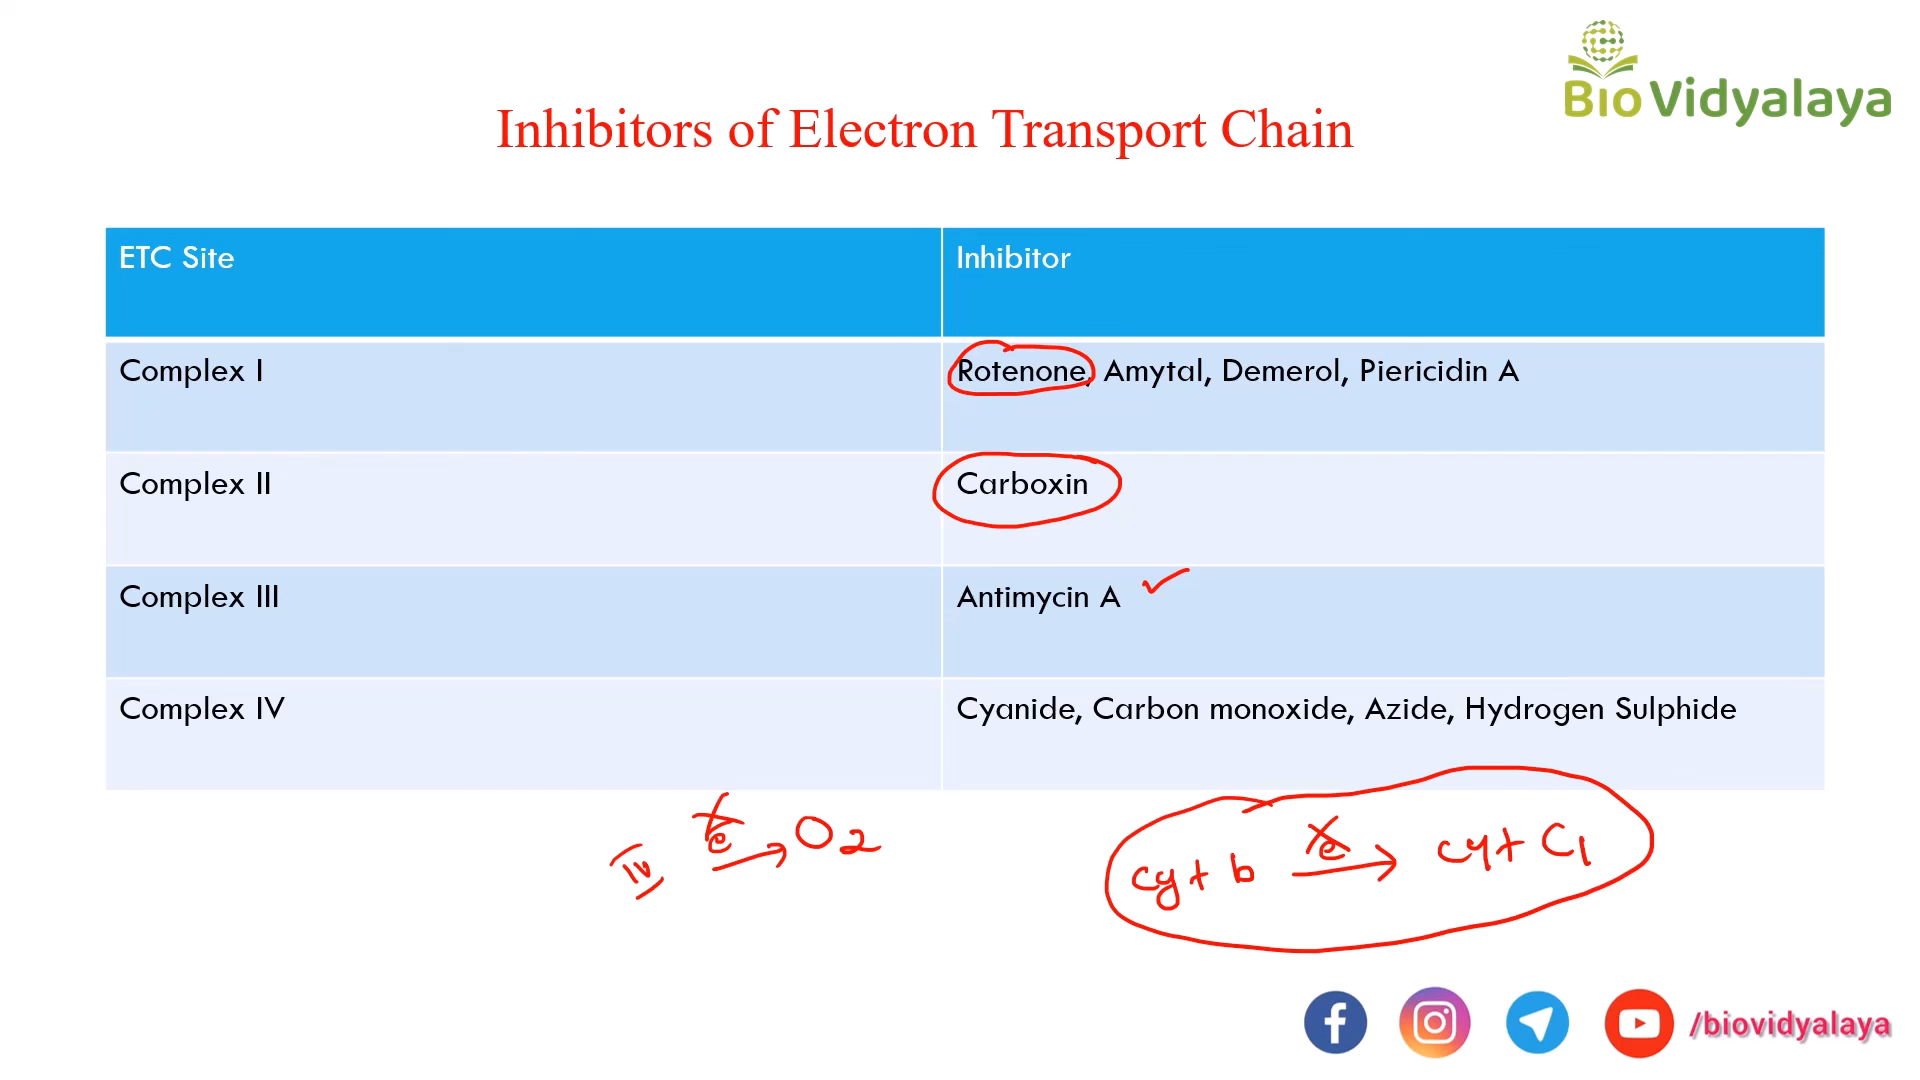 Bio Vidyalaya
Inhibitors of Electron Transport Chain
ETC Site Inhibitor
Complex I Rotenone, Amytal, Demerol, Piericidin A
Complex II Carboxin
Complex III Antimycin A
Complex IV Cyanide, Carbon monoxide, Azide, Hydrogen Sulphide
IV e → O2
cyt b e → cyt C1
/biovidyalaya